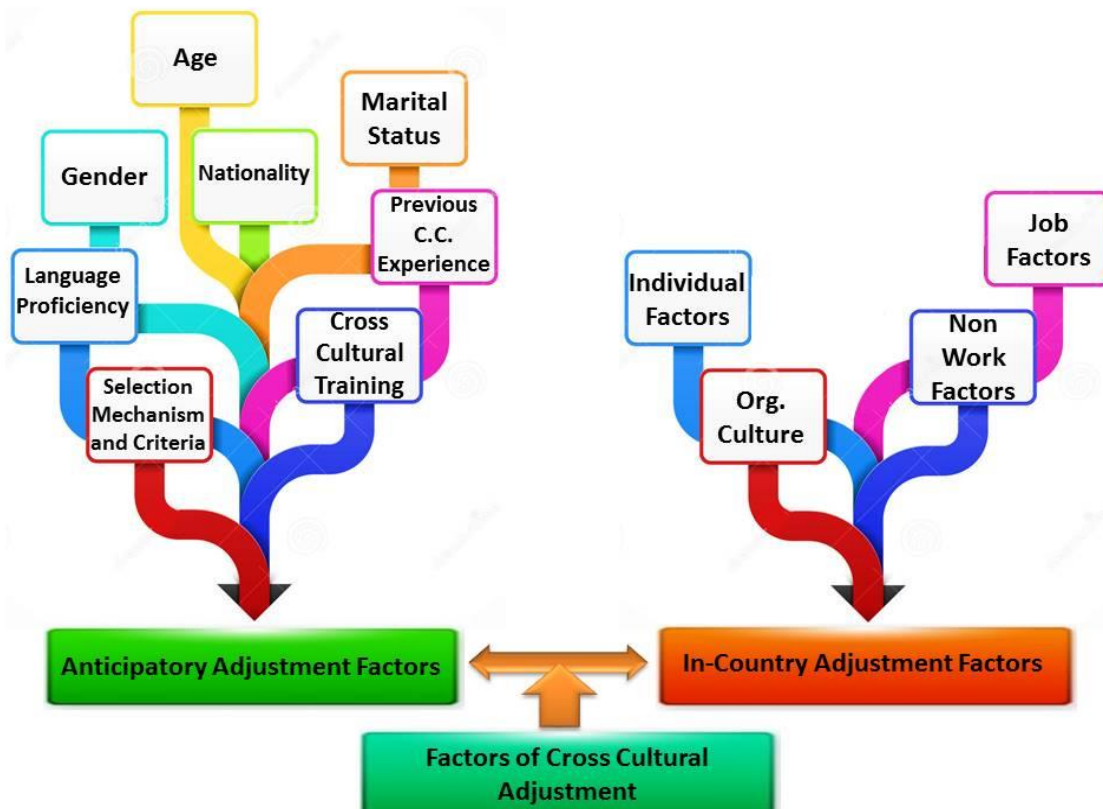 Age
Marital
Status
Gender
Nationality
Previous
C.C.
Experience
Language
Proficiency
Cross
Cultural
Training
Selection
Mechanism
and Criteria
Individual
Factors
Job
Factors
Non
Work
Factors
Org.
Culture
Anticipatory Adjustment Factors
In-Country Adjustment Factors
Factors of Cross Cultural
Adjustment